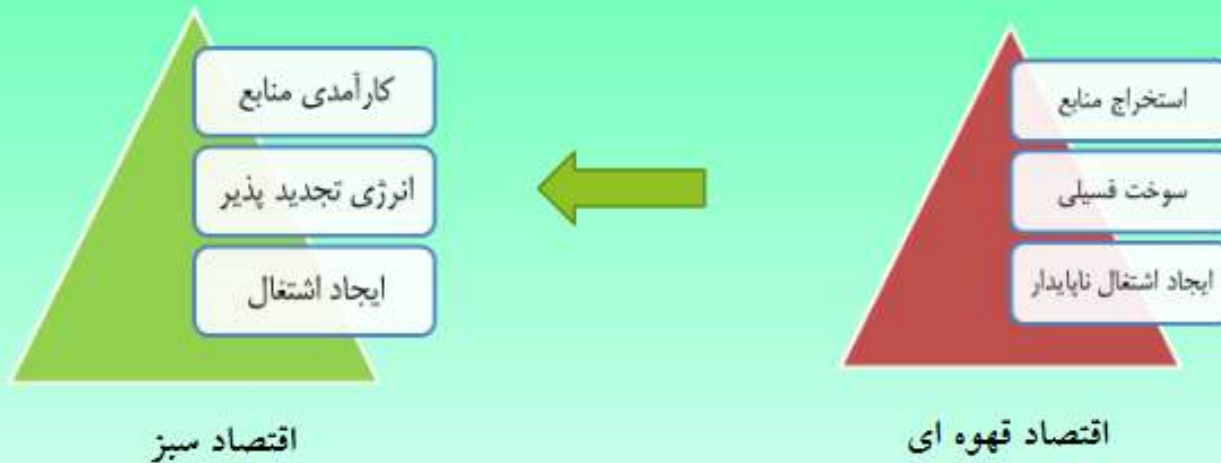 استخراج منابع
سوخت فسیلی
ایجاد اشتغال ناپایدار
اقتصاد قهوه ای
کارآمدی منابع
انرژی تجدید پذیر
ایجاد اشتغال
اقتصاد سبز